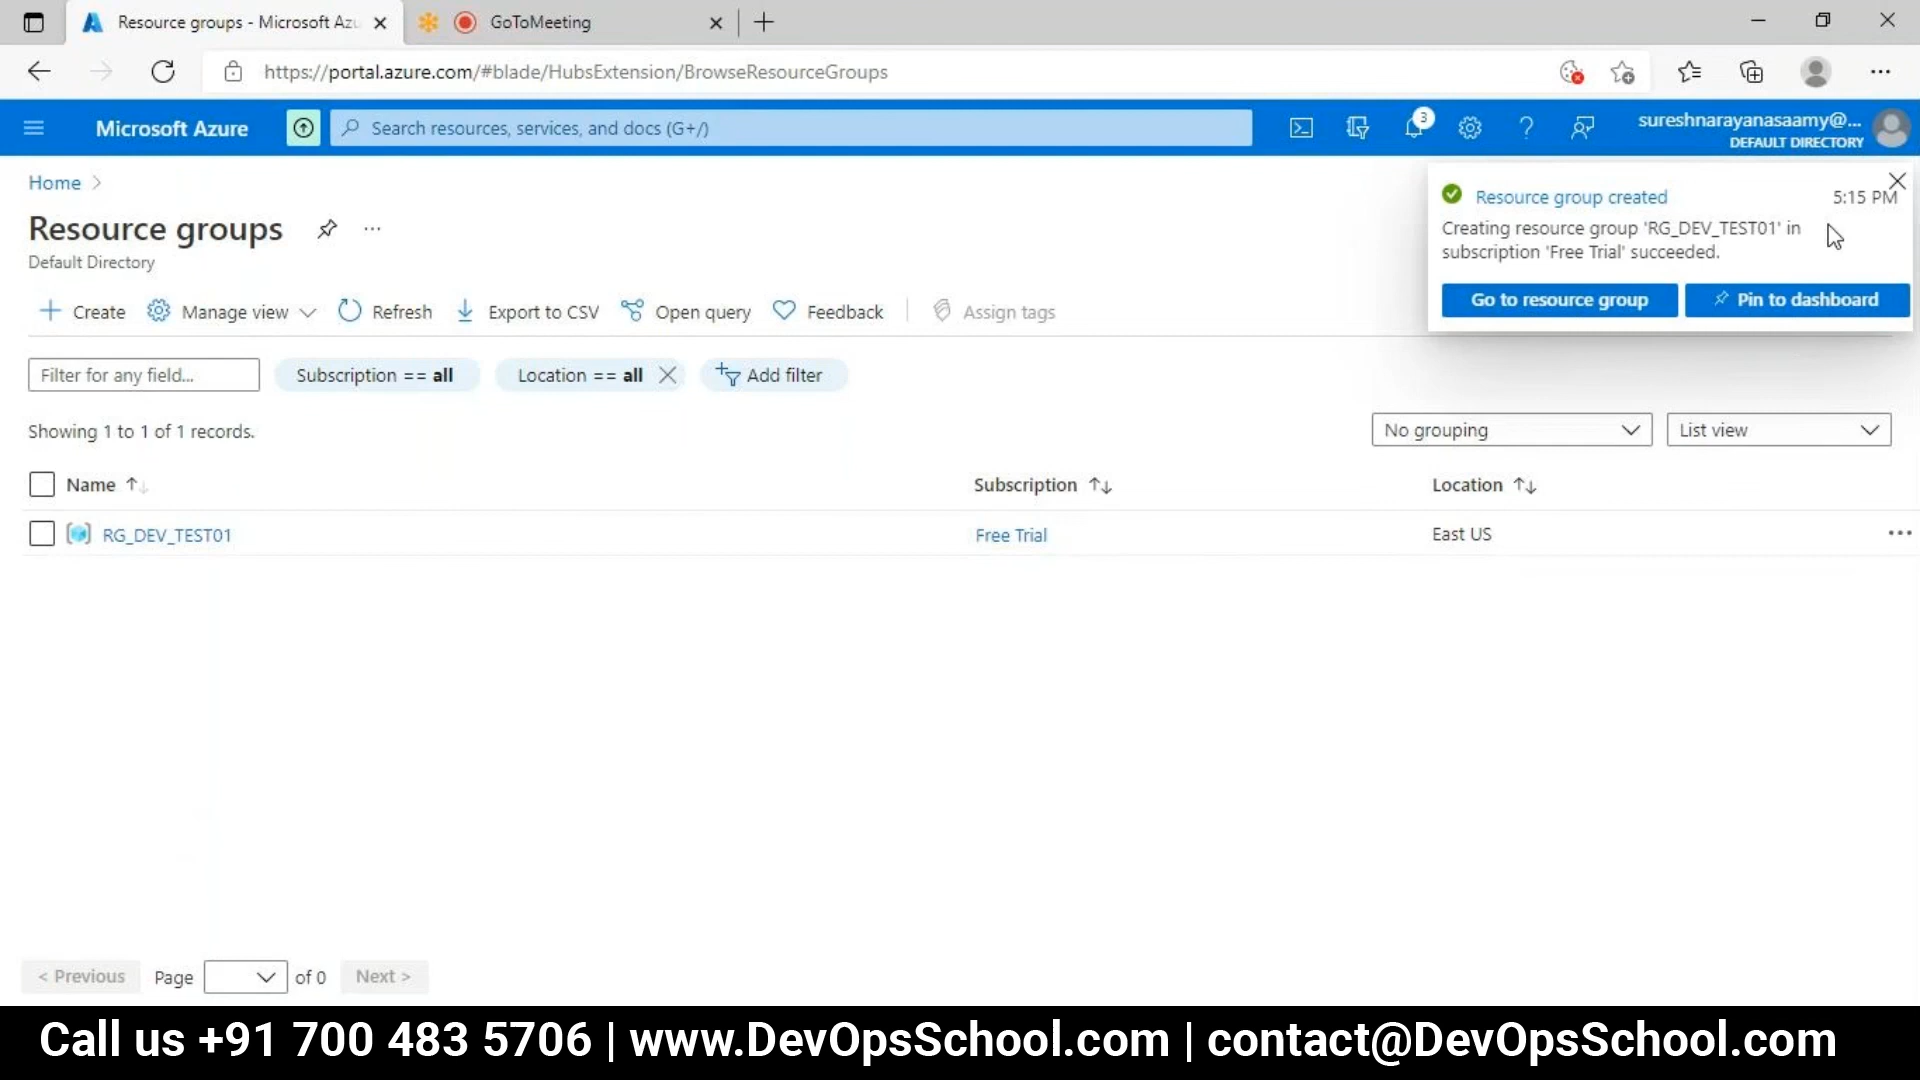 Resource groups - Microsoft Azu
GoToMeeting
https://portal.azure.com/#blade/HubsExtension/BrowseResourceGroups
Microsoft Azure
Search resources, services, and docs (G+/)
3
sureshnarayanasaamy@...
DEFAULT DIRECTORY
Home
Resource groups
Default Directory
Resource group created
5:15 PM
Creating resource group 'RG_DEV_TEST01' in
subscription 'Free Trial' succeeded.
Go to resource group
Pin to dashboard
Create
Manage view
Refresh
Export to CSV
Open query
Feedback
Assign tags
Filter for any field...
Subscription == all
Location == all
Add filter
Showing 1 to 1 of 1 records.
No grouping
List view
Name
Subscription
Location
RG_DEV_TEST01
Free Trial
East US
< Previous
Page
of 0
Next >
Call us +91 700 483 5706 | www.DevOpsSchool.com | contact@DevOpsSchool.com